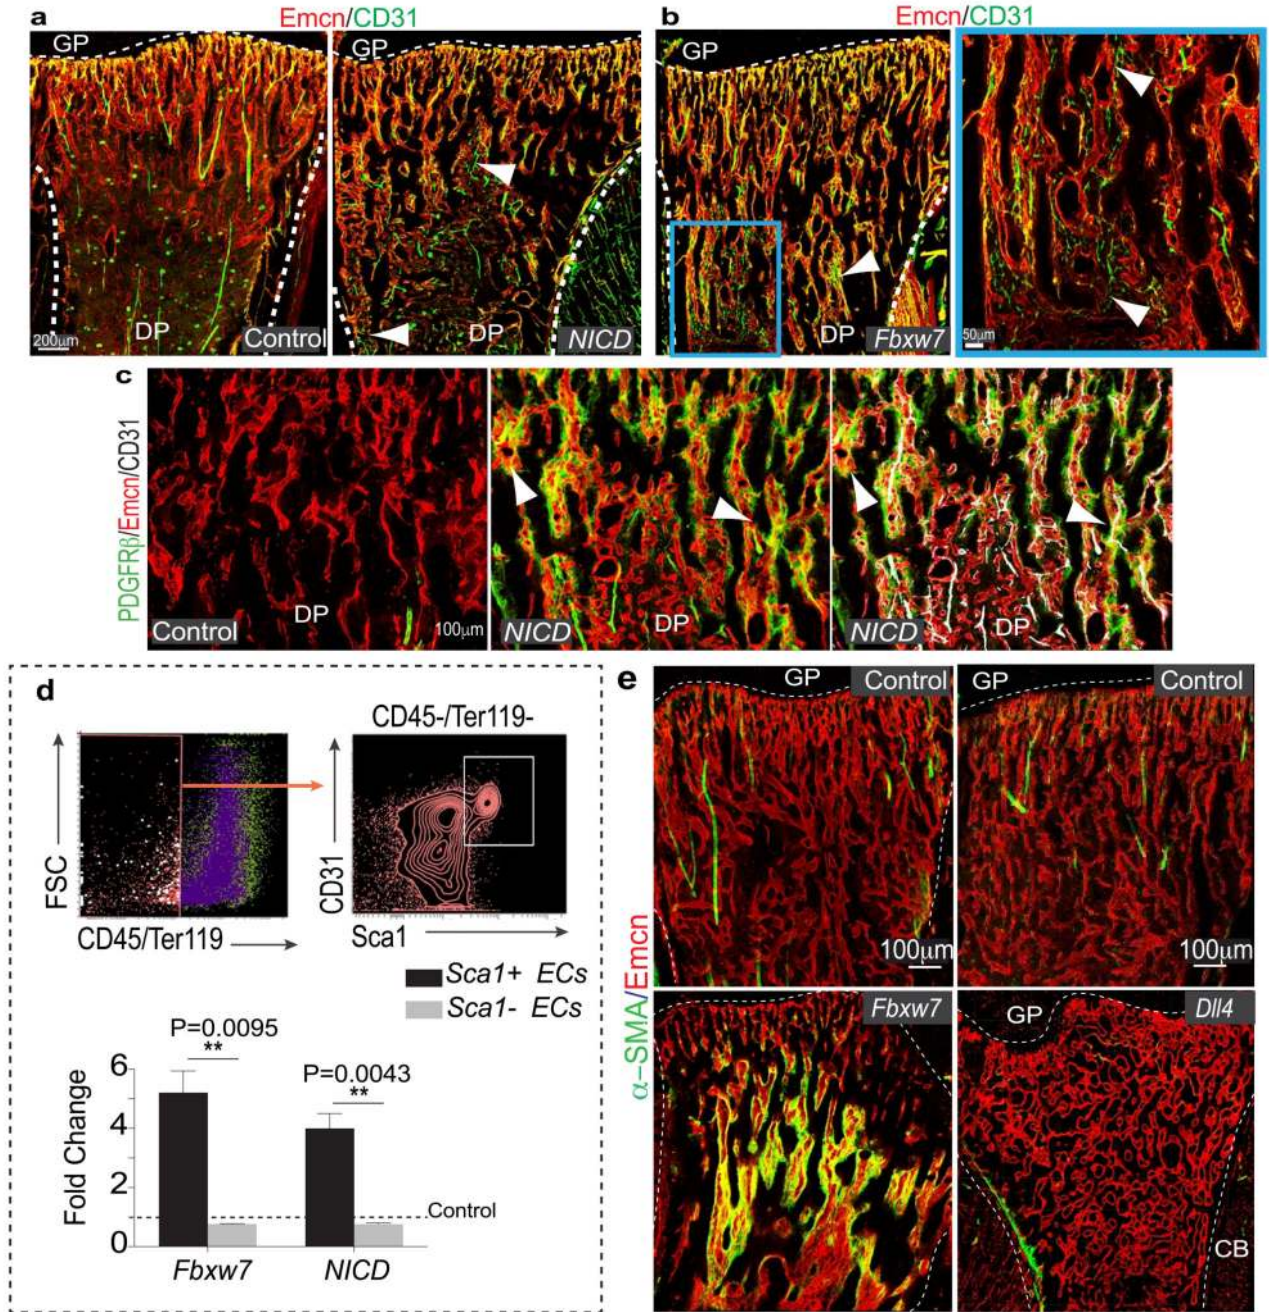 a
Emcn/CD31
GP
GP
DP
DP
200µm
Control
NICD
b
Emcn/CD31
GP
DP
Fbxw7
50µm
c
PDGFRβ/Emcn/CD31
DP
Control
100µm
NICD
DP
NICD
DP
d
CD45-/Ter119-
FSC
CD45/Ter119
CD31
Sca1
Sca1+ ECs
Sca1- ECs
P=0.0095
**
P=0.0043
**
Fold Change
6
4
2
0
Control
Fbxw7
NICD
e
α-SMA/Emcn
GP
Control
100µm
GP
Control
100µm
Fbxw7
GP
Dll4
CB